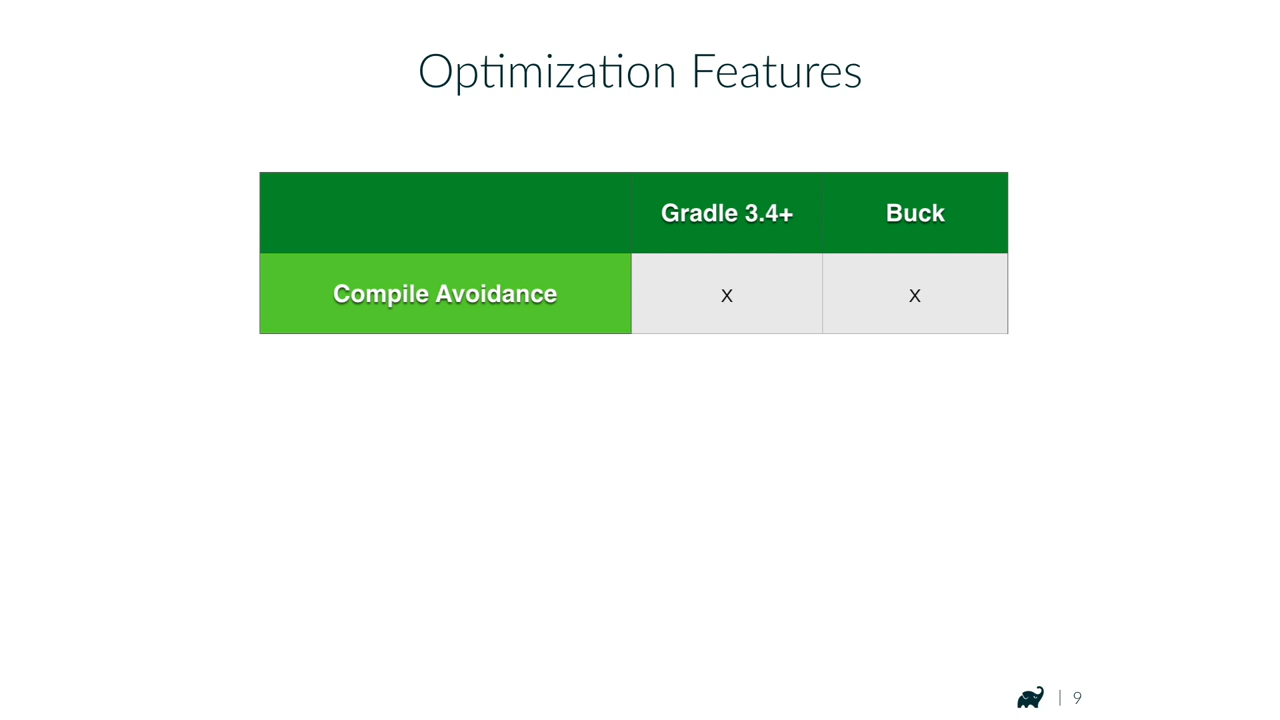 Optimization Features
Gradle 3.4+ Buck
Compile Avoidance x x
| 9